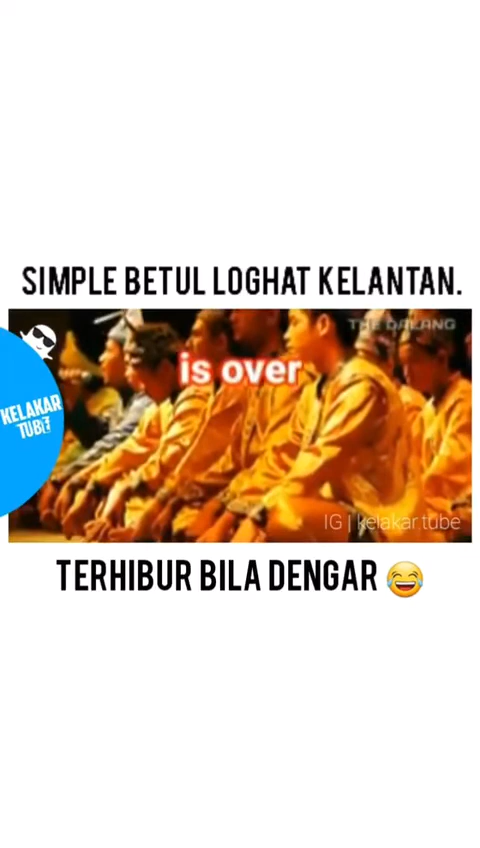 SIMPLE BETUL LOGHAT KELANTAN.
THE DALANG
is over
KELAKAR
TUBE
IG | kelakar tube
TERHIBUR BILA DENGAR 😂